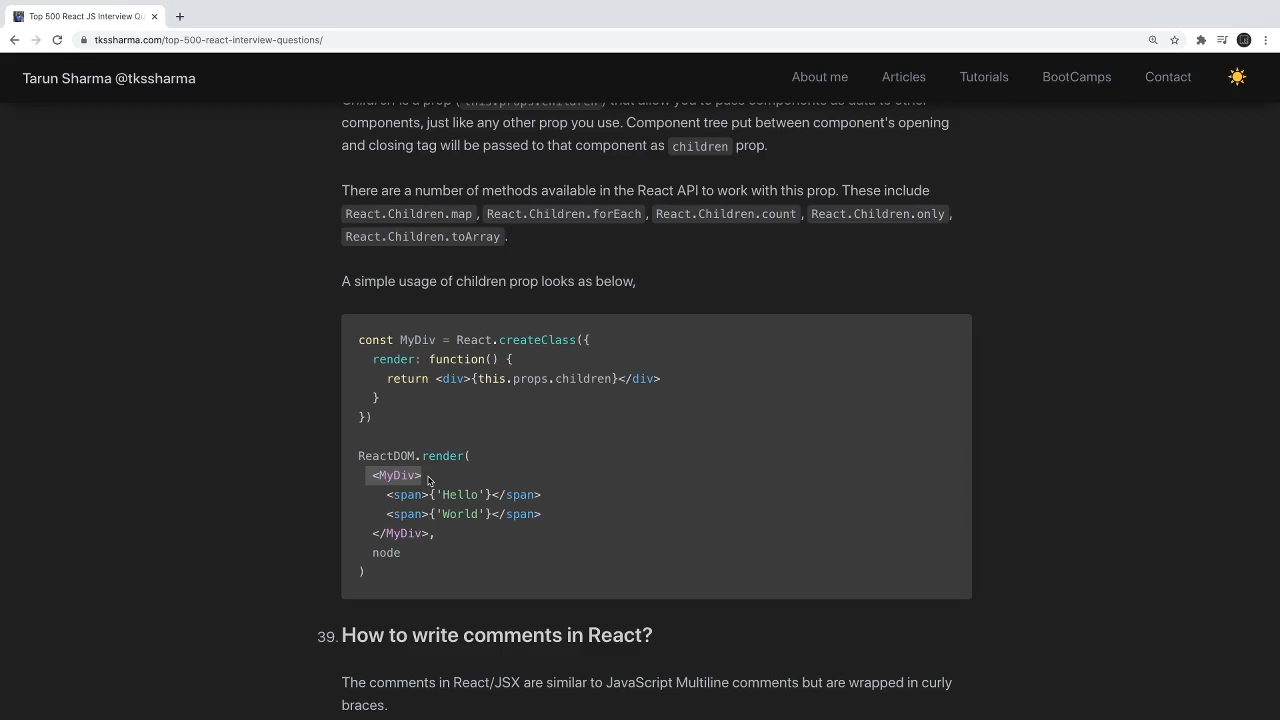 Top 500 React JS Interview Qu
tkssharma.com/top-500-react-interview-questions/
Tarun Sharma @tkssharma
About me
Articles
Tutorials
BootCamps
Contact
Children is a prop (this.props.children) that allow you to pass components as data to other
components, just like any other prop you use. Component tree put between component's opening
and closing tag will be passed to that component as children prop.
There are a number of methods available in the React API to work with this prop. These include
React.Children.map, React.Children.forEach, React.Children.count, React.Children.only,
React.Children.toArray.
A simple usage of children prop looks as below,
const MyDiv = React.createClass({
render: function() {
return <div>{this.props.children}</div>
}
})
ReactDOM.render(
<MyDiv>
<span>{'Hello'}</span>
<span>{'World'}</span>
</MyDiv>,
node
)
39. How to write comments in React?
The comments in React/JSX are similar to JavaScript Multiline comments but are wrapped in curly
braces.